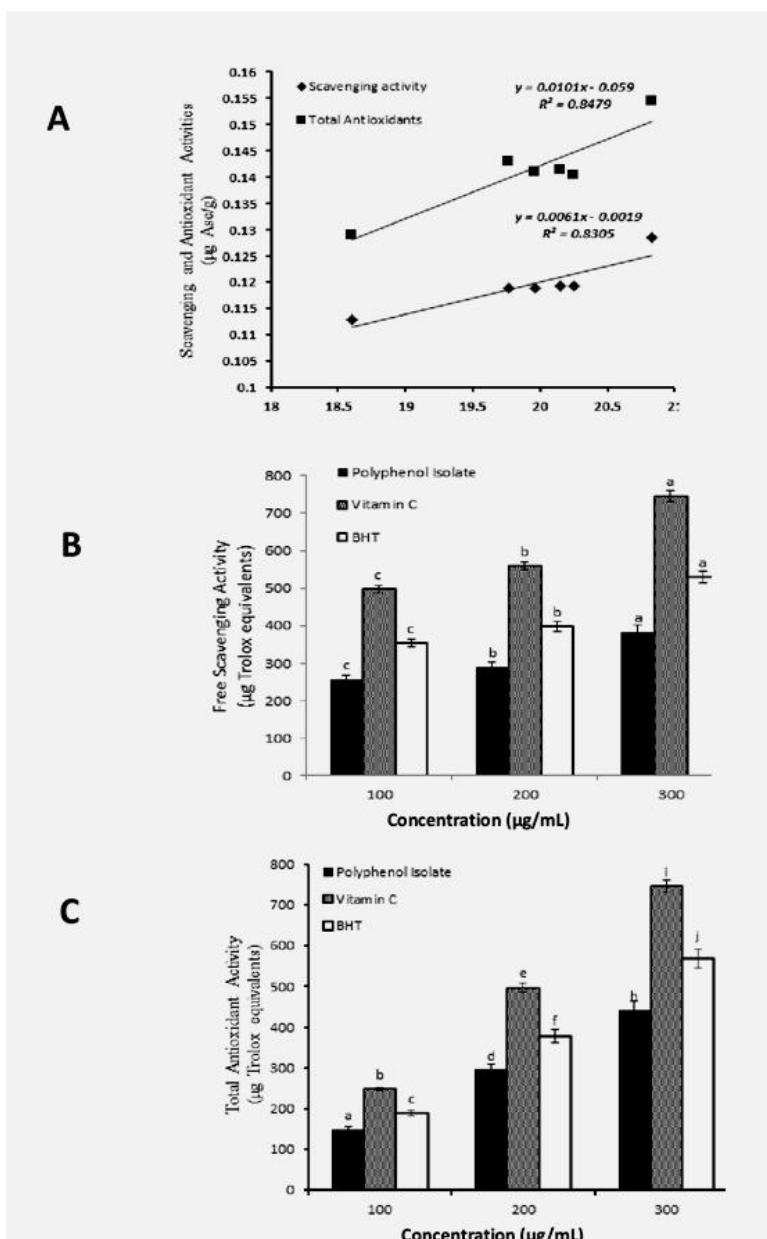 A
Scavenging and Antioxidant Activities
(µg Asc/g)
0.16
0.155
0.15
0.145
0.14
0.135
0.13
0.125
0.12
0.115
0.11
0.105
0.1
Scavenging activity
Total Antioxidants
y = 0.0101x - 0.059
R² = 0.8479
y = 0.0061x - 0.0019
R² = 0.8305
18 18.5 19 19.5 20 20.5
B
Free Scavenging Activity
(µg Trolox equivalents)
800
700
600
500
400
300
200
100
0
Polyphenol Isolate
Vitamin C
BHT
c c c
b b b
a a a
100 200 300
Concentration (µg/mL)
C
Total Antioxidant Activity
(µg Trolox equivalents)
800
700
600
500
400
300
200
100
0
Polyphenol Isolate
Vitamin C
BHT
a b c
d e f
h i j
100 200 300
Concentration (µg/mL)